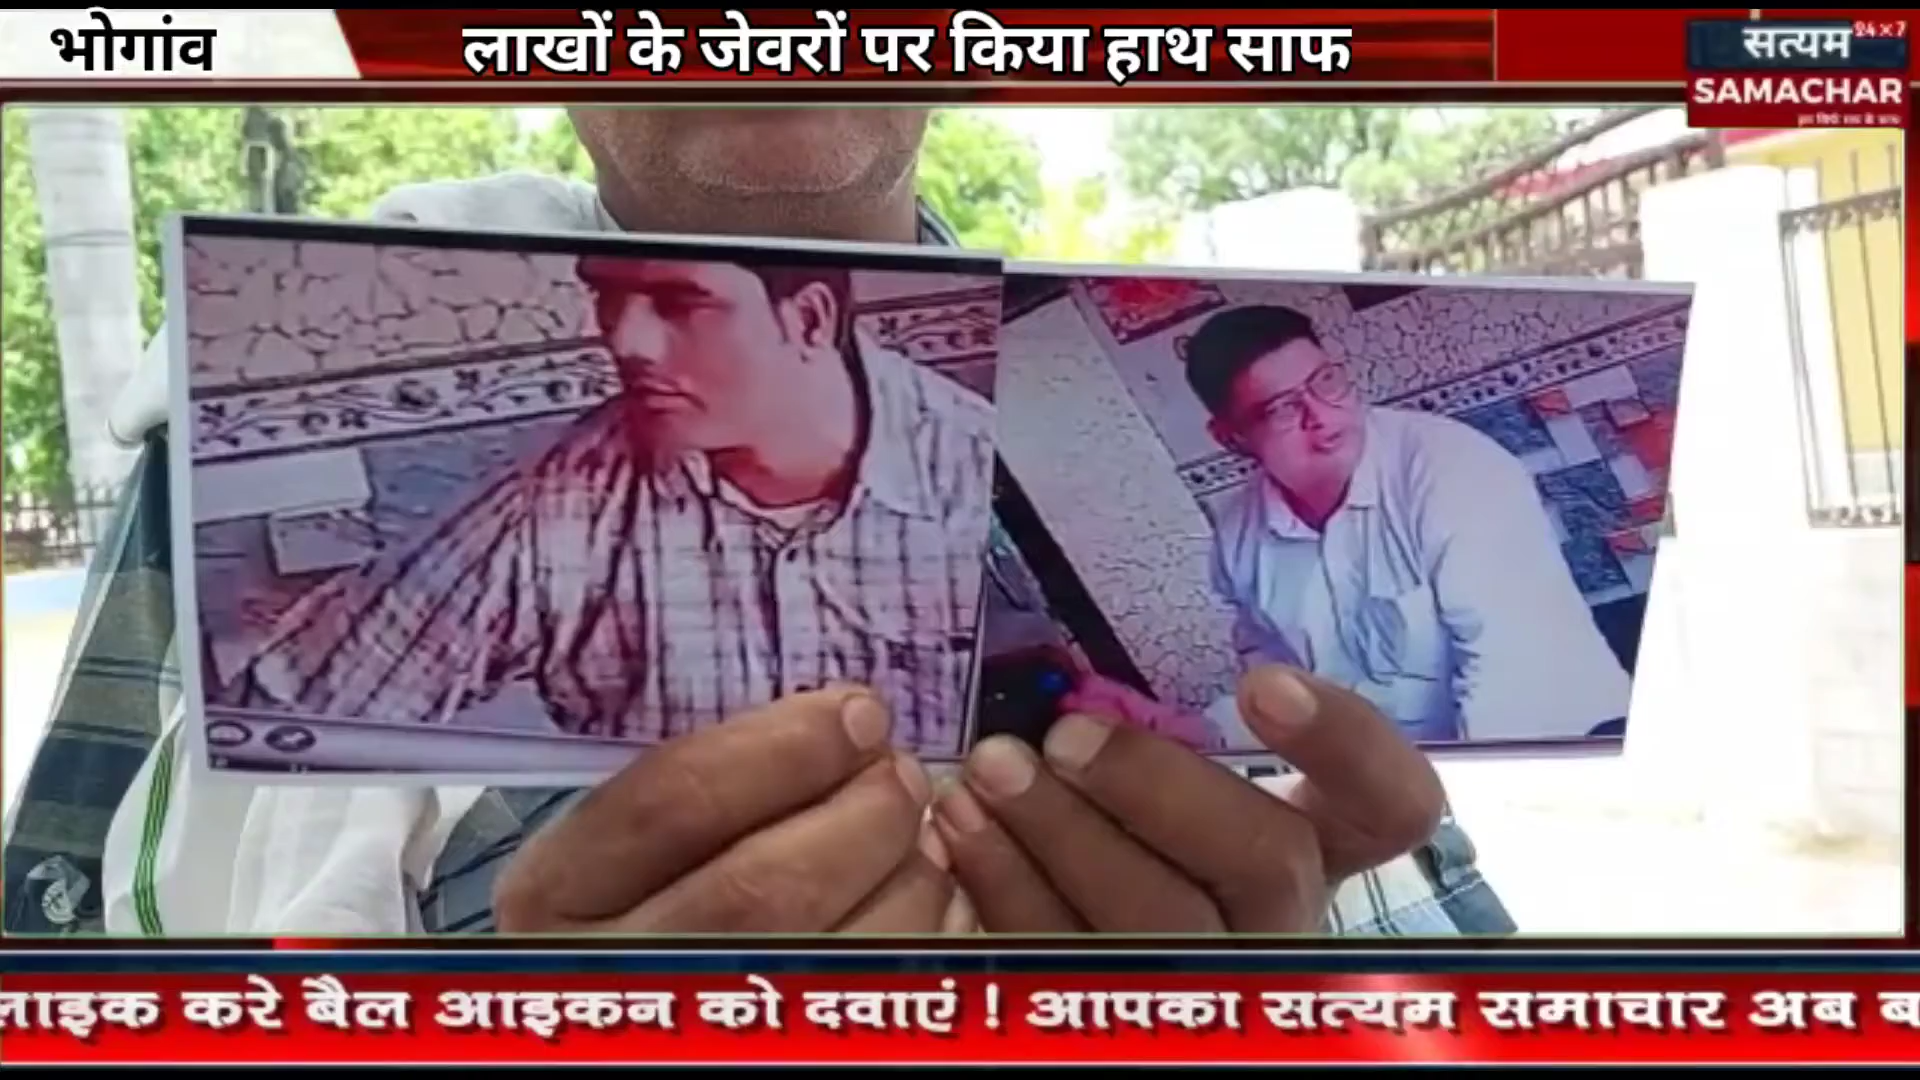 भोगांव
लाखों के जेवरों पर किया हाथ साफ
24×7
सत्यम
SAMACHAR
लाइक करे बैल आइकन को दवाएं ! आपका सत्यम समाचार अब ब